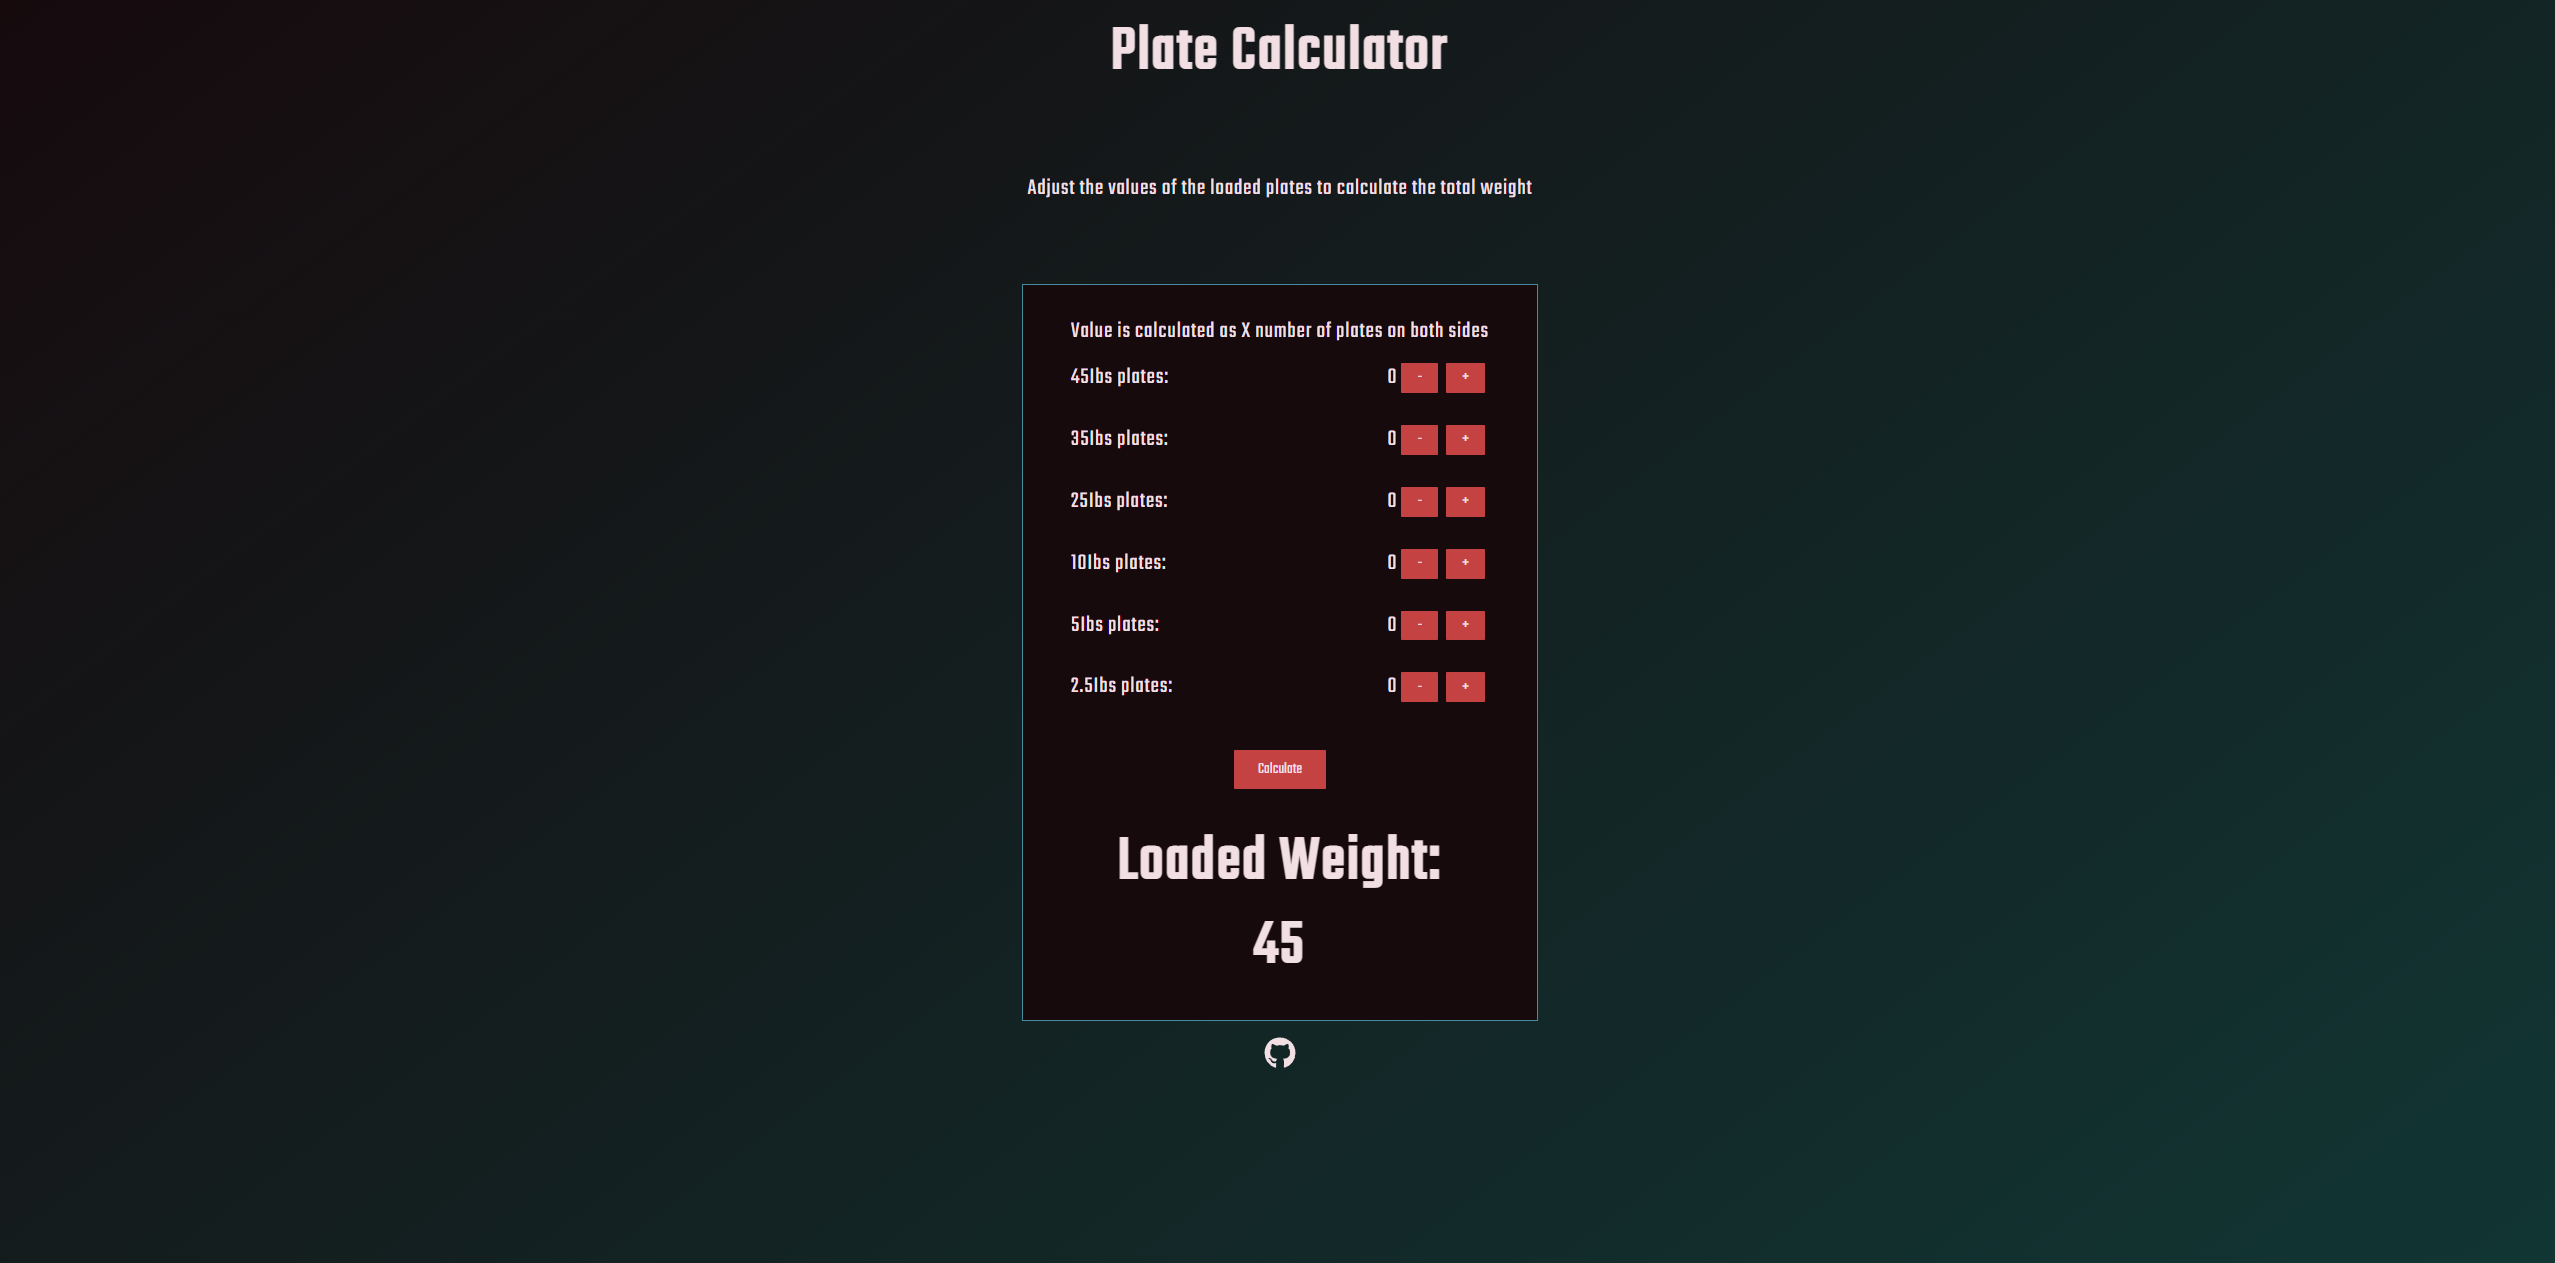 Plate Calculator
Adjust the values of the loaded plates to calculate the total weight
Value is calculated as X number of plates on both sides
45lbs plates: 0 - +
35lbs plates: 0 - +
25lbs plates: 0 - +
10lbs plates: 0 - +
5lbs plates: 0 - +
2.5lbs plates: 0 - +
Calculate
Loaded Weight:
45